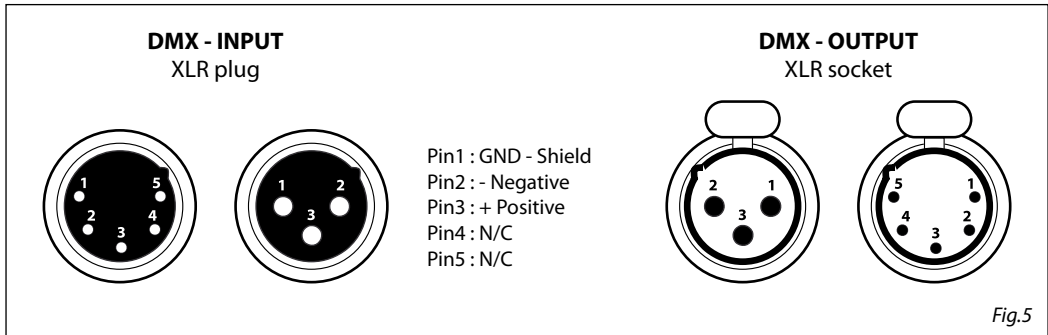 DMX - INPUT
XLR plug
DMX - OUTPUT
XLR socket
1 5
2 4
3
1 2
3
Pin1 : GND - Shield
Pin2 : - Negative
Pin3 : + Positive
Pin4 : N/C
Pin5 : N/C
2 1
3
5 1
4 2
3
Fig.5